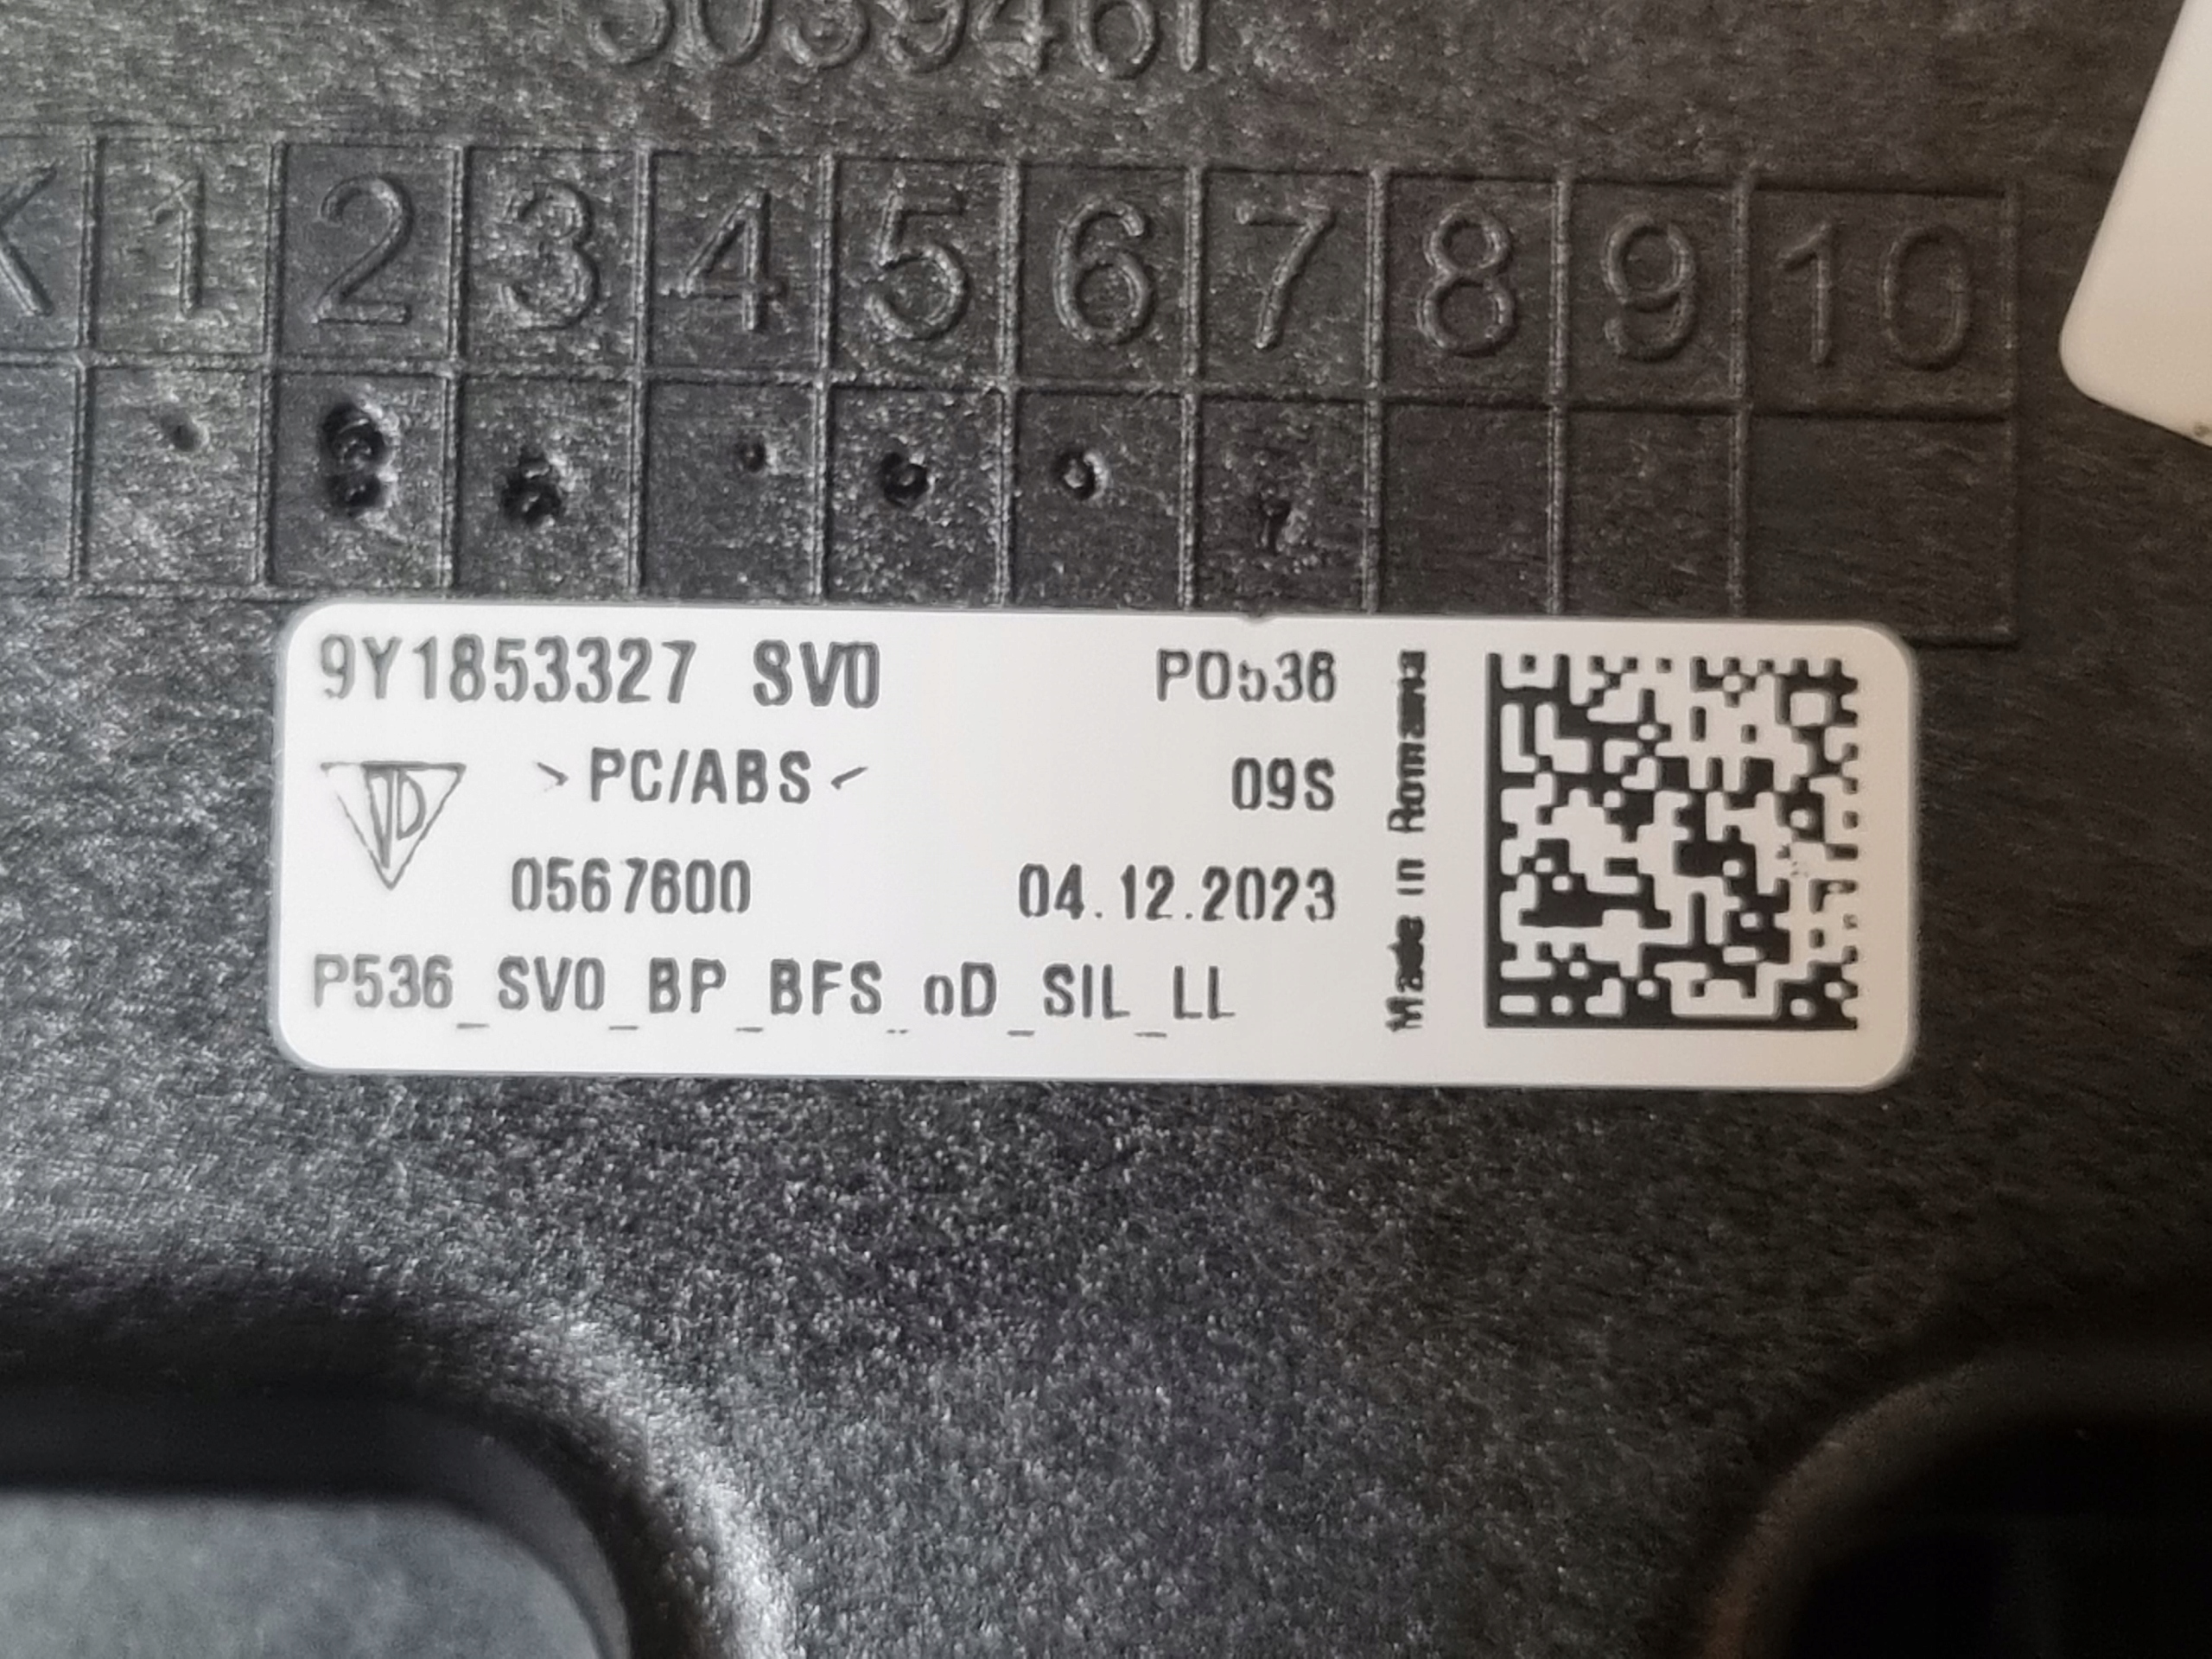 1 2 3 4 5 6 7 8 9 10
9Y1853327 SV0 PO536
>PC/ABS< 09S
0567600 04.12.2023
P536_SV0_BP_BFS_oD_SIL_LL
Made in Romania